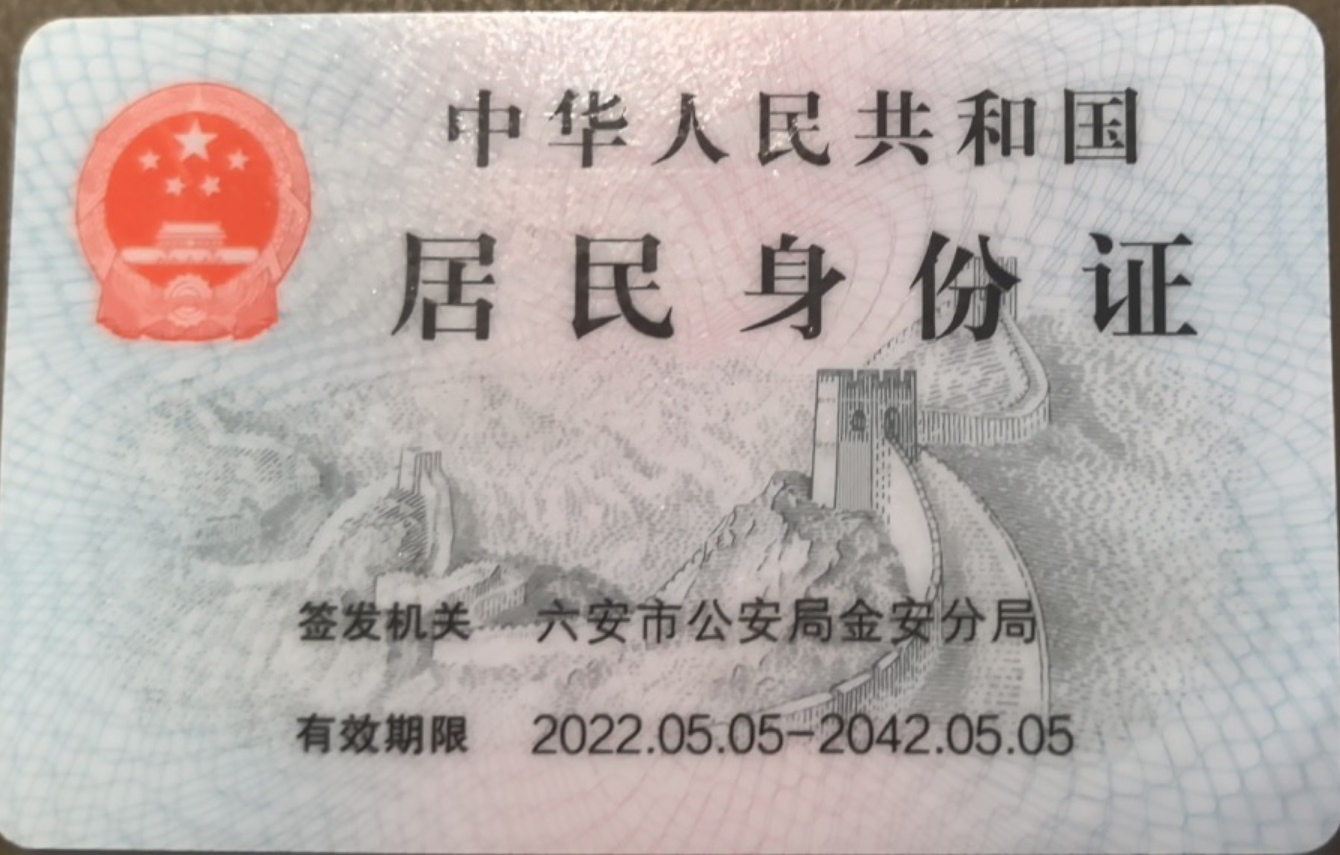 中华人民共和国
居民身份证
签发机关 六安市公安局金安分局
有效期限 2022.05.05-2042.05.05